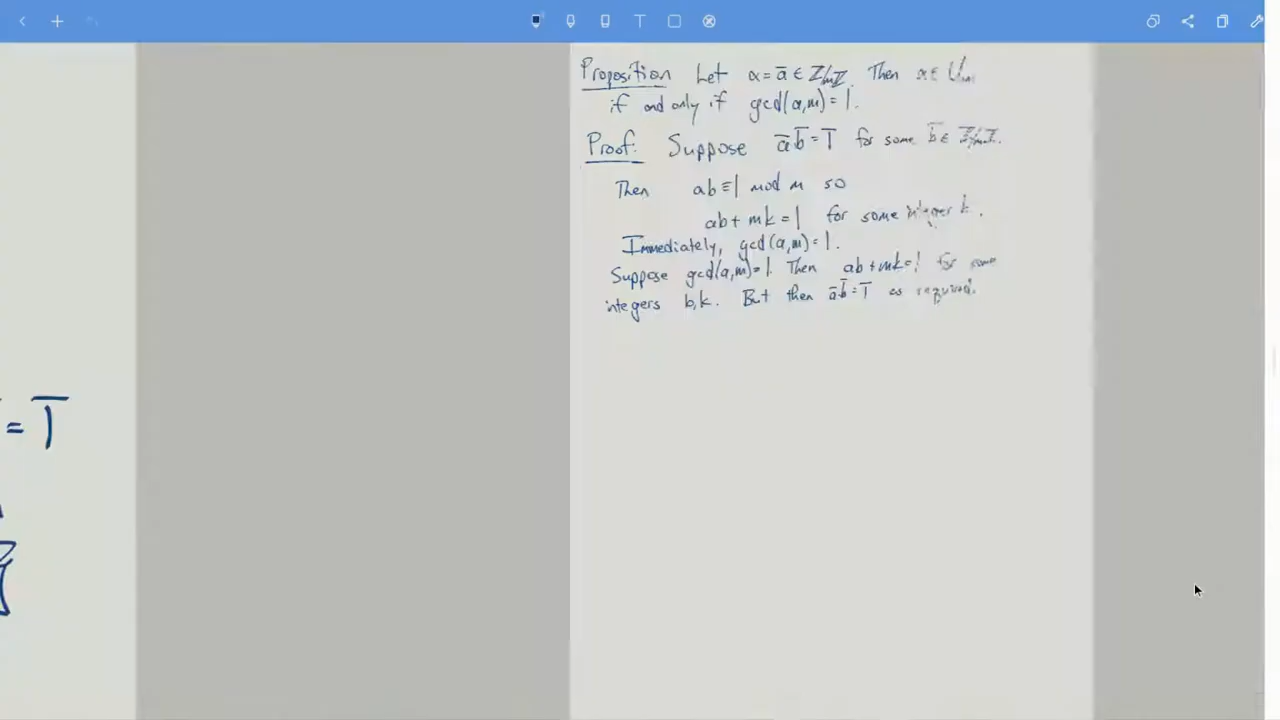 Proposition Let α = ā ∈ ℤ/mℤ. Then α ∈ Uₘ
if and only if gcd(a,m) = 1.
Proof: Suppose ā b̄ = 1̄ for some b̄ ∈ ℤ/mℤ.
Then ab ≡ 1 mod m so
ab + mk = 1 for some integer k.
Immediately, gcd(a,m) = 1.
Suppose gcd(a,m) = 1. Then ab + mk = 1 for some
integers b,k. But then ā b̄ = 1̄ as required.
= 1̄